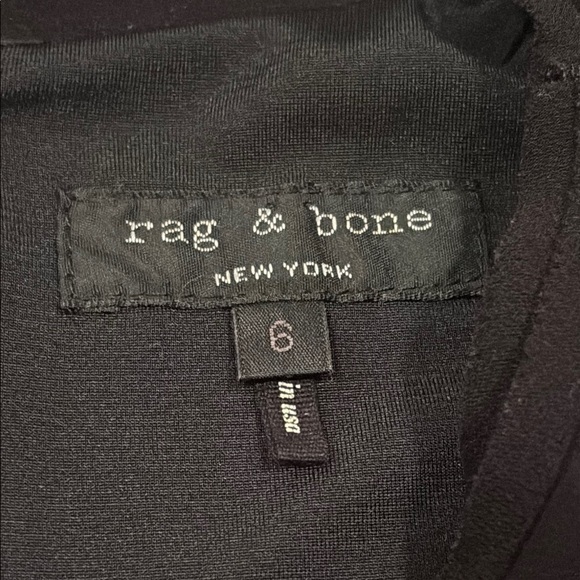 rag & bone
NEW YORK
6
in usa